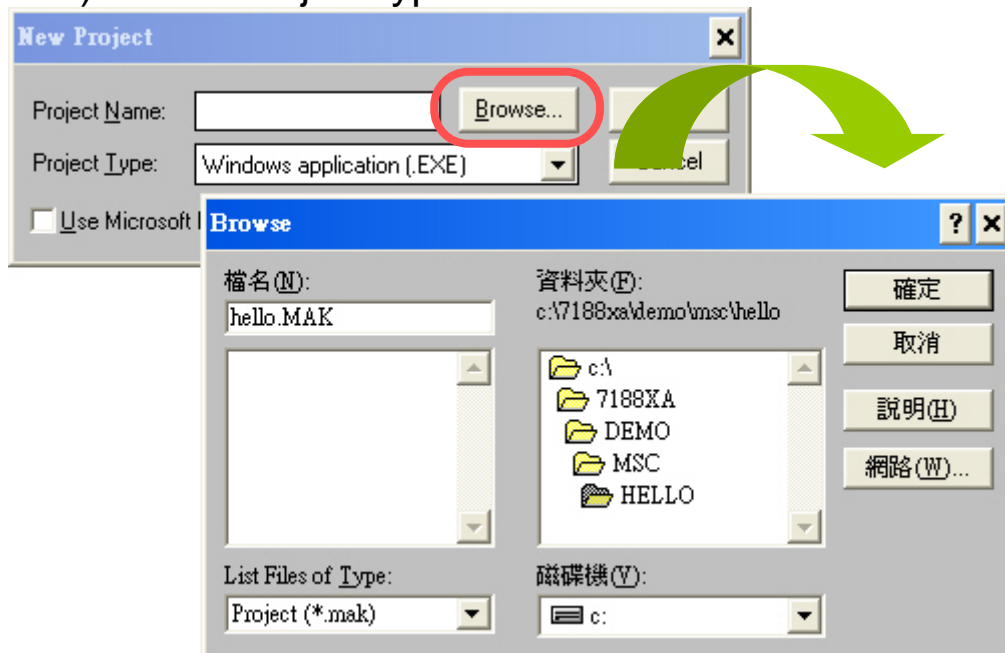 New Project
Project Name:
Browse...
Project Type:
Windows application (.EXE)
Use Microsoft
Browse
檔名(N):
hello.MAK
資料夾(F):
c:\7188xa\demo\msc\hello
c:\
7188XA
DEMO
MSC
HELLO
確定
取消
說明(H)
網路(W)...
List Files of Type:
Project (*.mak)
磁碟機(V):
c: